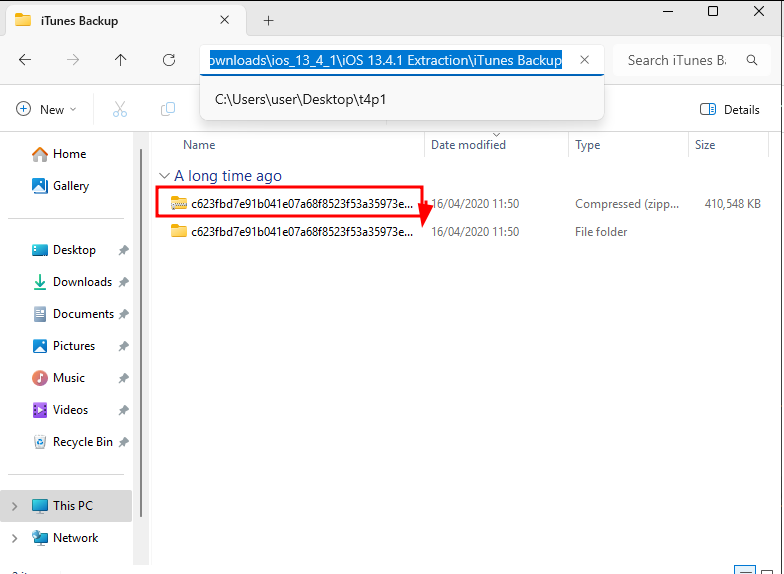 iTunes Backup
ownloads\ios_13_4_1\iOS 13.4.1 Extraction\iTunes Backup
Search iTunes B
C:\Users\user\Desktop\t4p1
New
Details
Name
Date modified
Type
Size
Home
Gallery
Desktop
Downloads
Documents
Pictures
Music
Videos
Recycle Bin
This PC
Network
A long time ago
c623fbd7e91b041e07a68f8523f53a35973e... 16/04/2020 11:50 Compressed (zipp... 410,548 KB
c623fbd7e91b041e07a68f8523f53a35973e... 16/04/2020 11:50 File folder